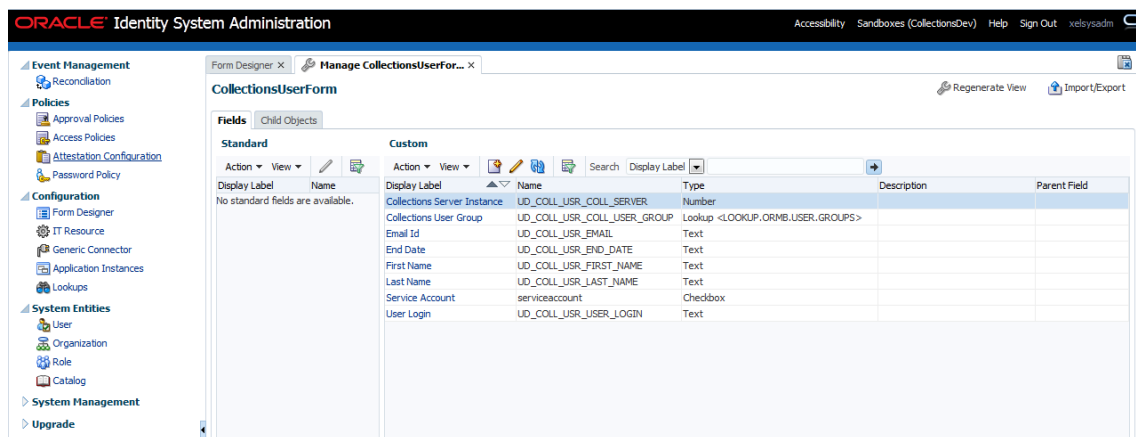 ORACLE Identity System Administration
Accessibility Sandboxes (CollectionsDev) Help Sign Out xelsysadm
Event Management
Reconciliation
Policies
Approval Policies
Access Policies
Attestation Configuration
Password Policy
Configuration
Form Designer
IT Resource
Generic Connector
Application Instances
Lookups
System Entities
User
Organization
Role
Catalog
System Management
Upgrade
Form Designer Manage CollectionsUserFor...
CollectionsUserForm
Regenerate View Import/Export
Fields Child Objects
Standard
Action View
Display Label Name
No standard fields are available.
Custom
Action View Search Display Label
Display Label Name Type Description Parent Field
Collections Server Instance UD_COLL_USR_COLL_SERVER Number
Collections User Group UD_COLL_USR_COLL_USER_GROUP Lookup <LOOKUP.ORMB.USER.GROUPS>
Email Id UD_COLL_USR_EMAIL Text
End Date UD_COLL_USR_END_DATE Text
First Name UD_COLL_USR_FIRST_NAME Text
Last Name UD_COLL_USR_LAST_NAME Text
Service Account serviceaccount Checkbox
User Login UD_COLL_USR_USER_LOGIN Text